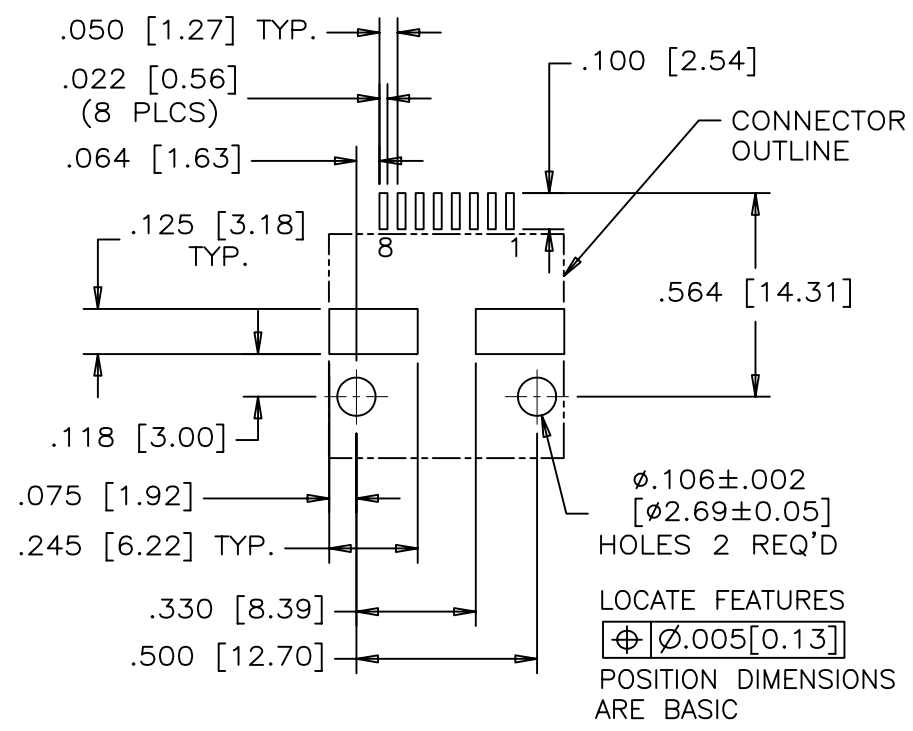 .050 [1.27] TYP.
.022 [0.56]
(8 PLCS)
.064 [1.63]
.100 [2.54]
CONNECTOR
OUTLINE
.125 [3.18]
TYP.
8
1
.564 [14.31]
.118 [3.00]
.075 [1.92]
.245 [6.22] TYP.
.330 [8.39]
.500 [12.70]
ø.106±.002
[ø2.69±0.05]
HOLES 2 REQ'D
LOCATE FEATURES
⌖ Ø.005[0.13]
POSITION DIMENSIONS
ARE BASIC